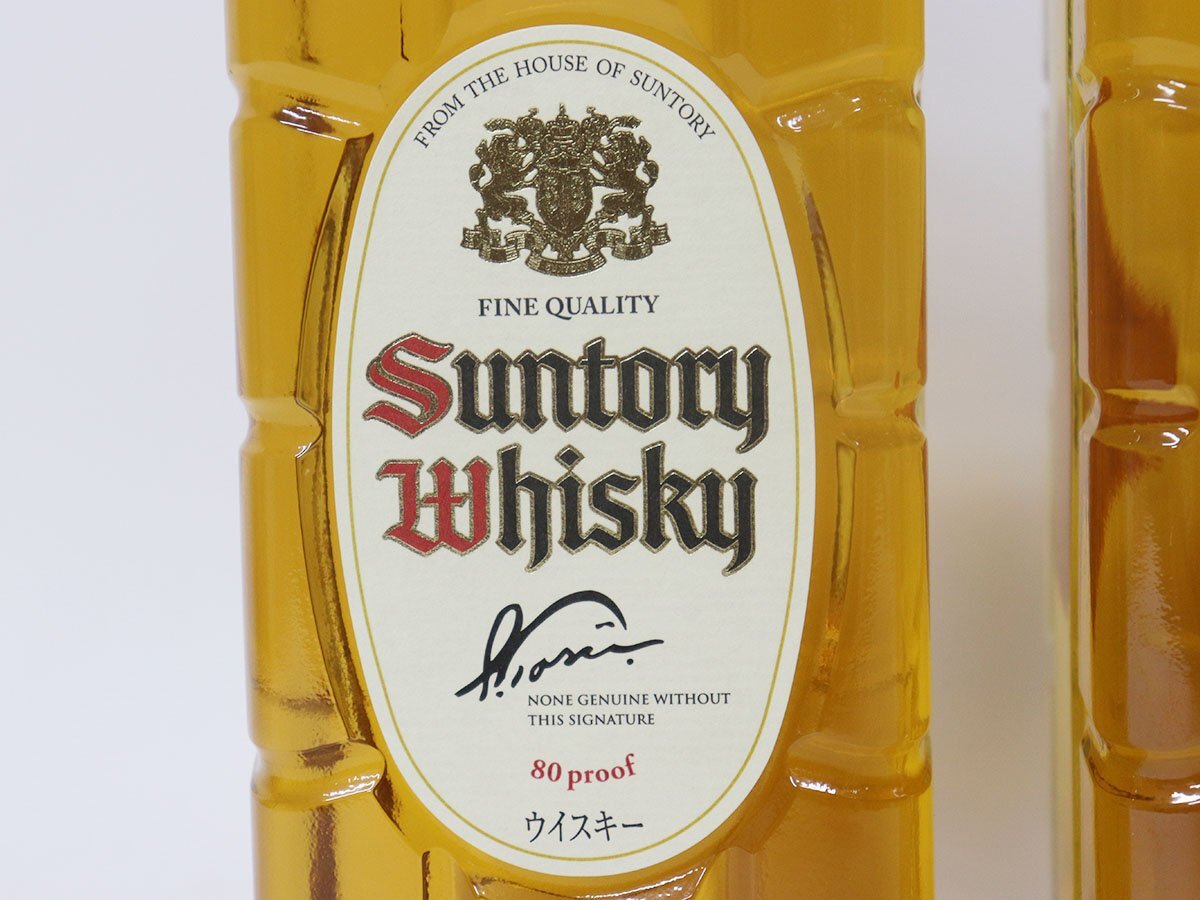 FROM THE HOUSE OF SUNTORY
SUNTORY
FINE QUALITY
Suntory
Whisky
NONE GENUINE WITHOUT
THIS SIGNATURE
80 proof
ウイスキー